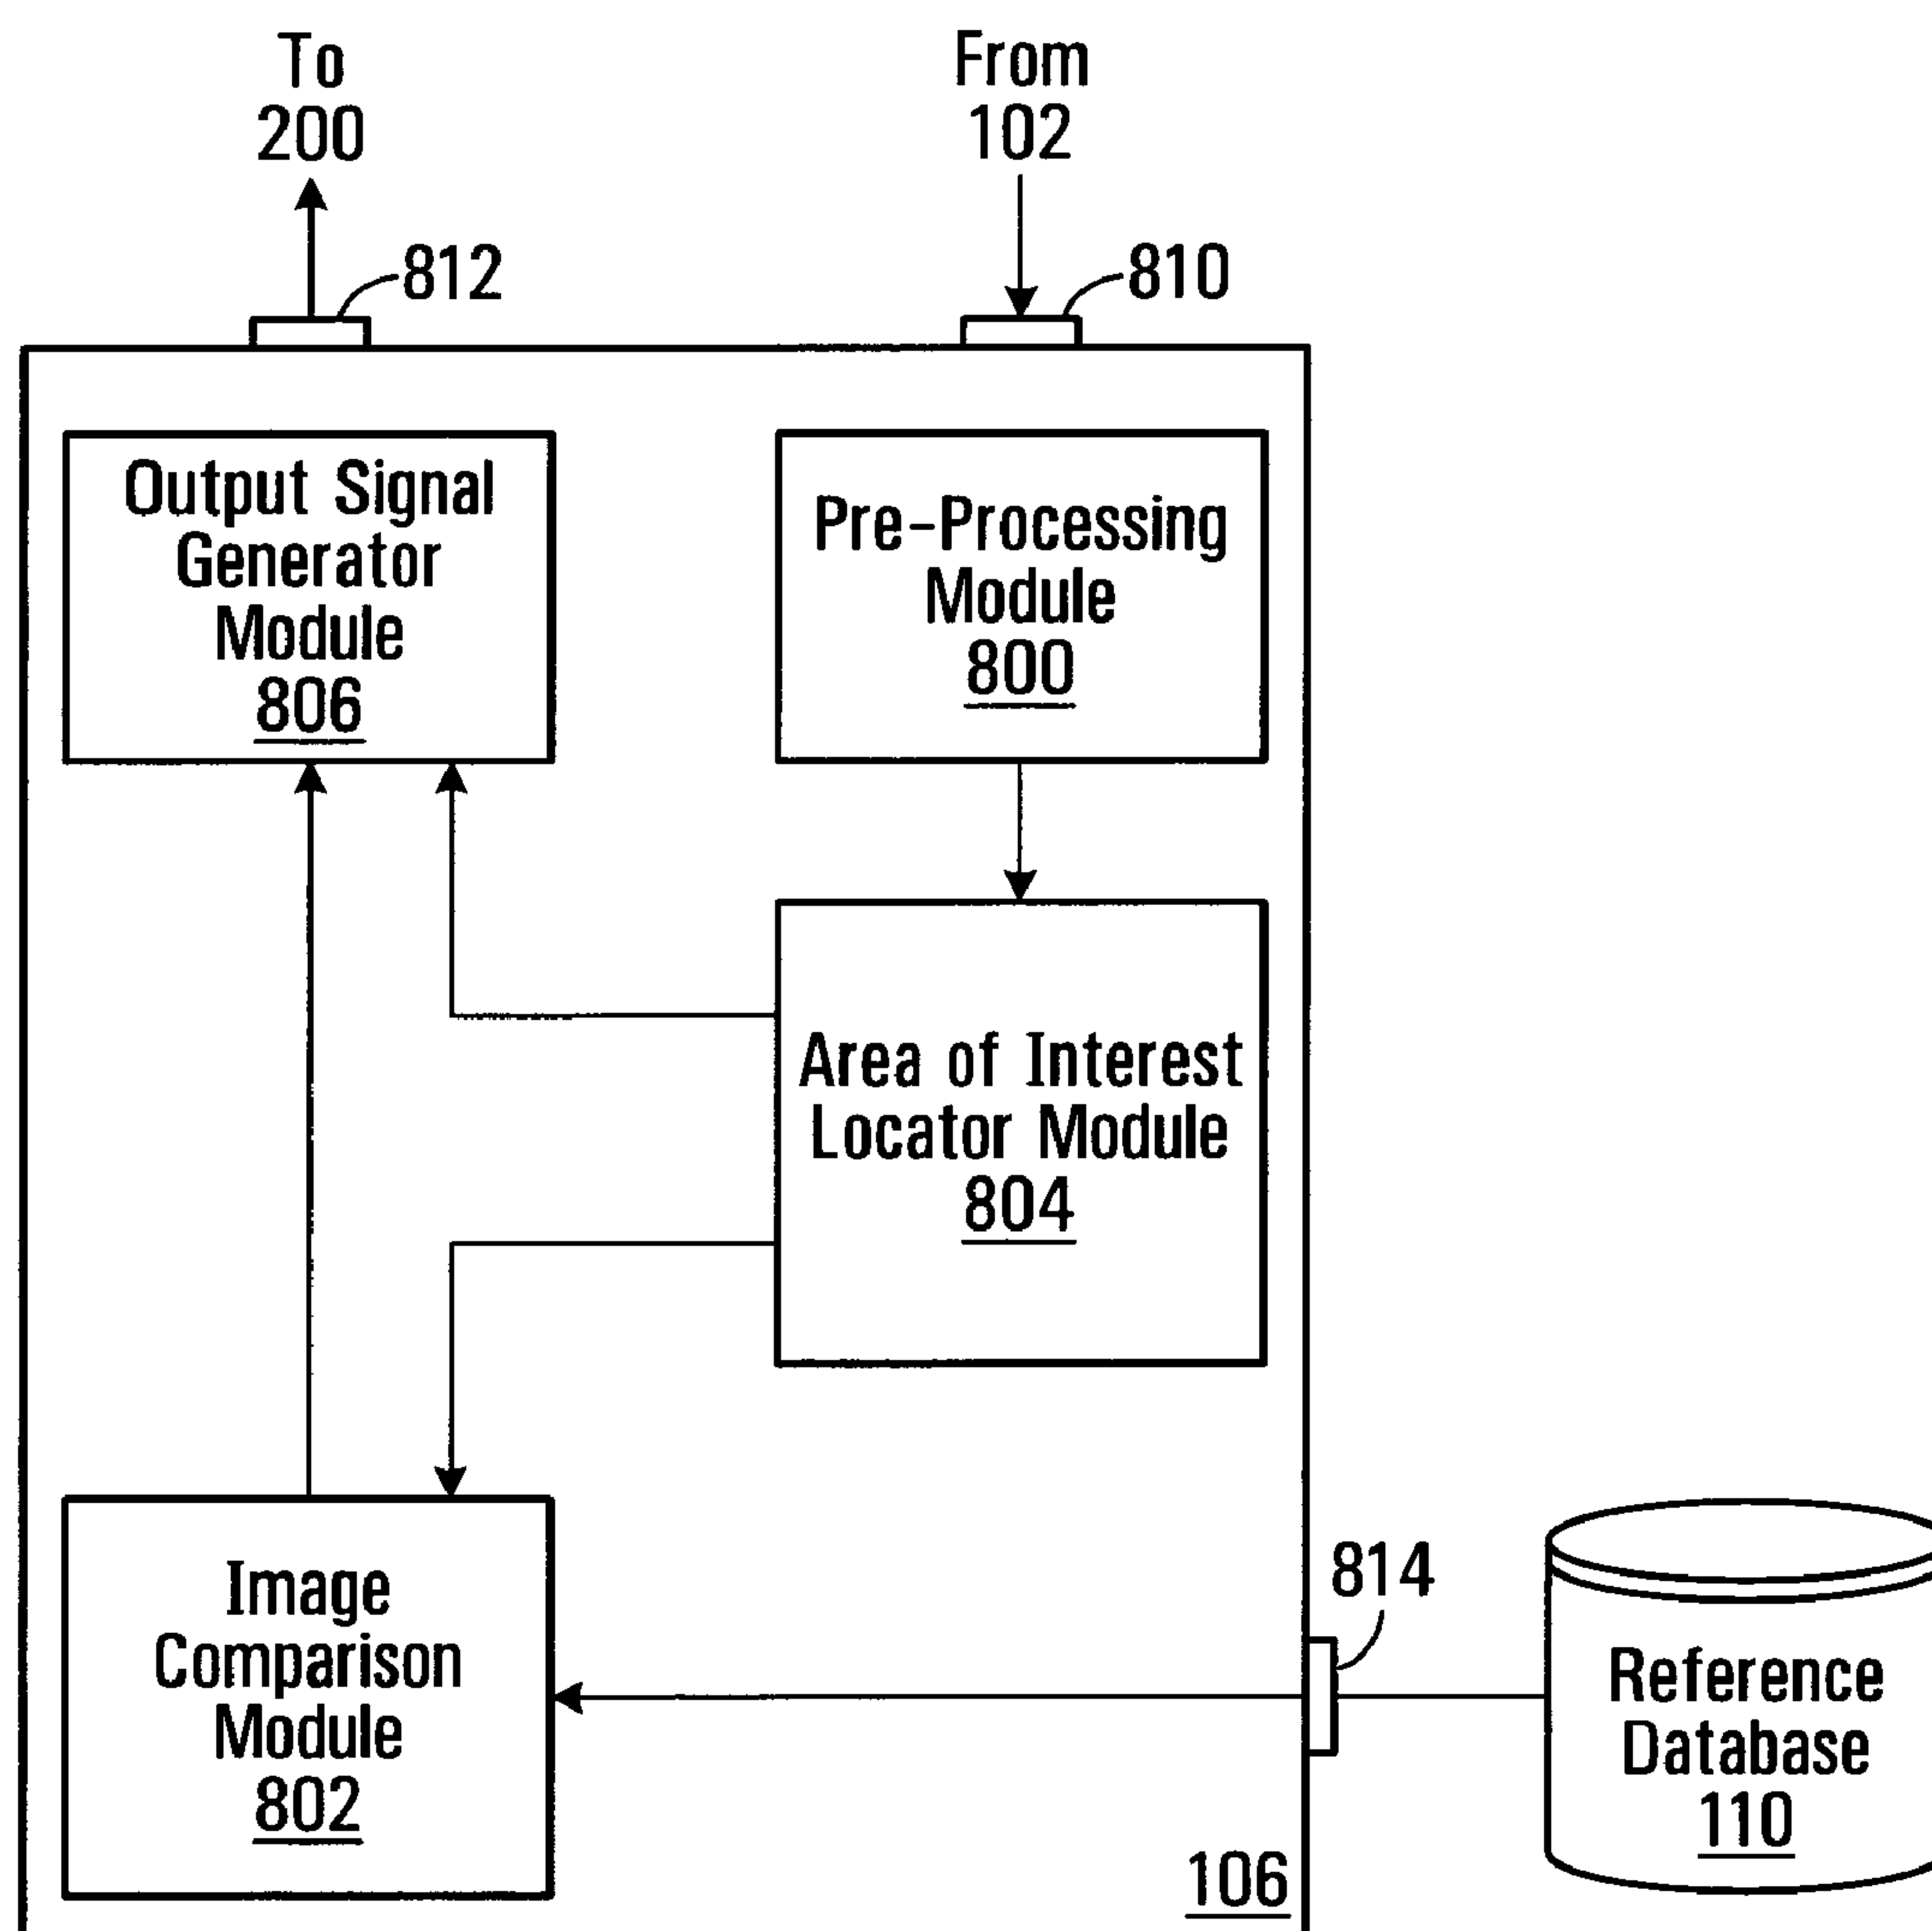 To
200
From
102
812
810
Output Signal
Generator
Module
806
Pre-Processing
Module
800
Area of Interest
Locator Module
804
Image
Comparison
Module
802
814
Reference
Database
110
106